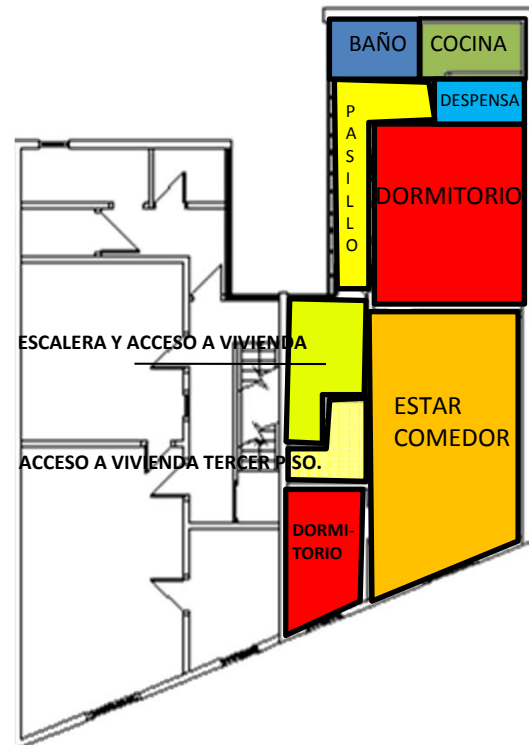 BAÑO
COCINA
PASILLO
DESPENSA
DORMITORIO
ESCALERA Y ACCESO A VIVIENDA
ESTAR
COMEDOR
ACCESO A VIVIENDA TERCER PISO.
DORMI-
TORIO